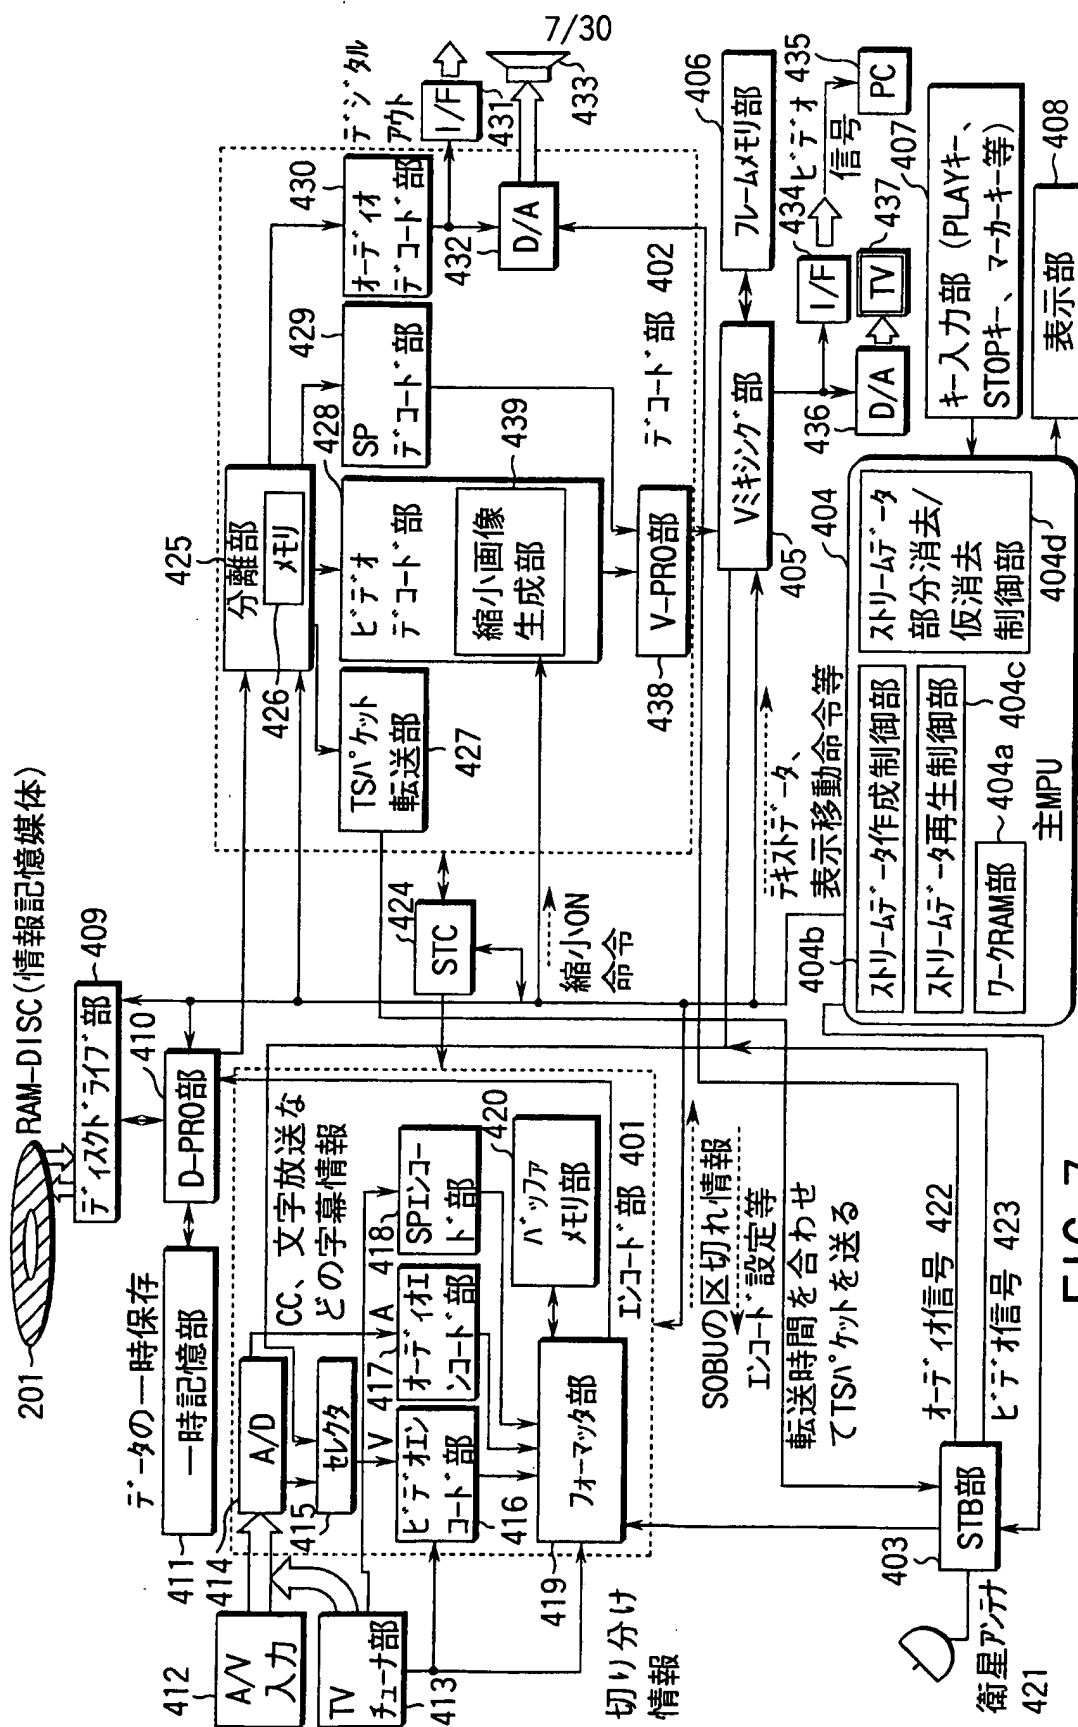 7/30
RAM-DISC(情報記憶媒体)
201
ディスクドライブ部
409
410
D-PRO部
データの一時保存
一時記憶部
411
A/V
入力
412
TV
チューナ部
413
414
A/D
415
セレクタ
CC、文字放送な
どの字幕情報
V
A
ビデオエン
コード部
416
417
オーディオエ
ンコード部
418
SPエンコー
ド部
フォーマッタ部
419
バッファ
メモリ部
420
エンコード部 401
切り分け
情報
STC
424
縮小ON
命令
SOBUの区切れ情報
エンコード設定等
転送時間を合わせ
てTSパケットを送る
オーディオ信号 422
ビデオ信号 423
STB部
403
衛星アンテナ
421
425
分離部
メモリ
426
TSパケット
転送部
427
428
ビデオ
デコード部
縮小画像
生成部
439
429
SP
デコード部
430
オーディオ
デコード部
デコード部 402
V-PRO部
438
432
D/A
デジタル
アウト
I/F
431
433
Vミキシング部
405
フレームメモリ部
406
I/F
434
ビデオ
信号
PC
435
D/A
436
TV
437
テキストデータ、
表示移動命令等
404
404b
ストリームデータ作成制御部
ストリームデータ再生制御部
404c
ワークRAM部
404a
ストリームデータ
部分消去/
仮消去
制御部
404d
主MPU
キー入力部 (PLAYキー、
STOPキー、マーカーキー等)
407
表示部
408
FIG. 7